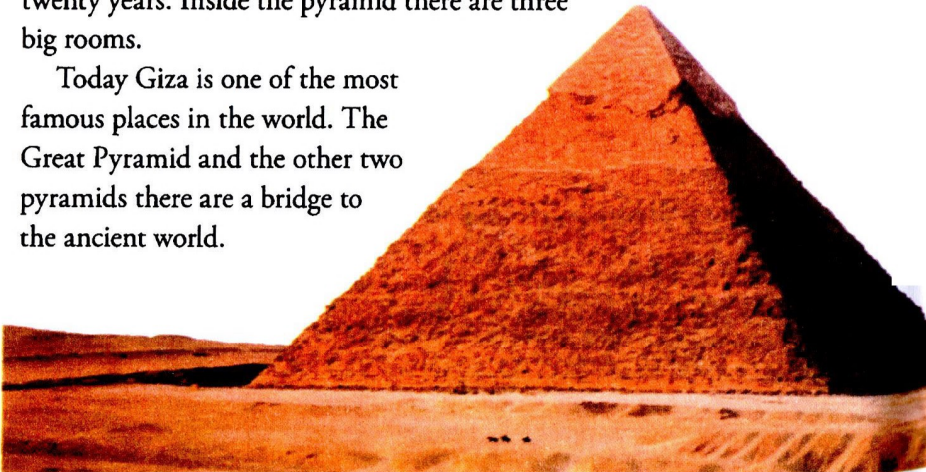 twenty years. Inside the pyramid there are three
big rooms.
Today Giza is one of the most
famous places in the world. The
Great Pyramid and the other two
pyramids there are a bridge to
the ancient world.